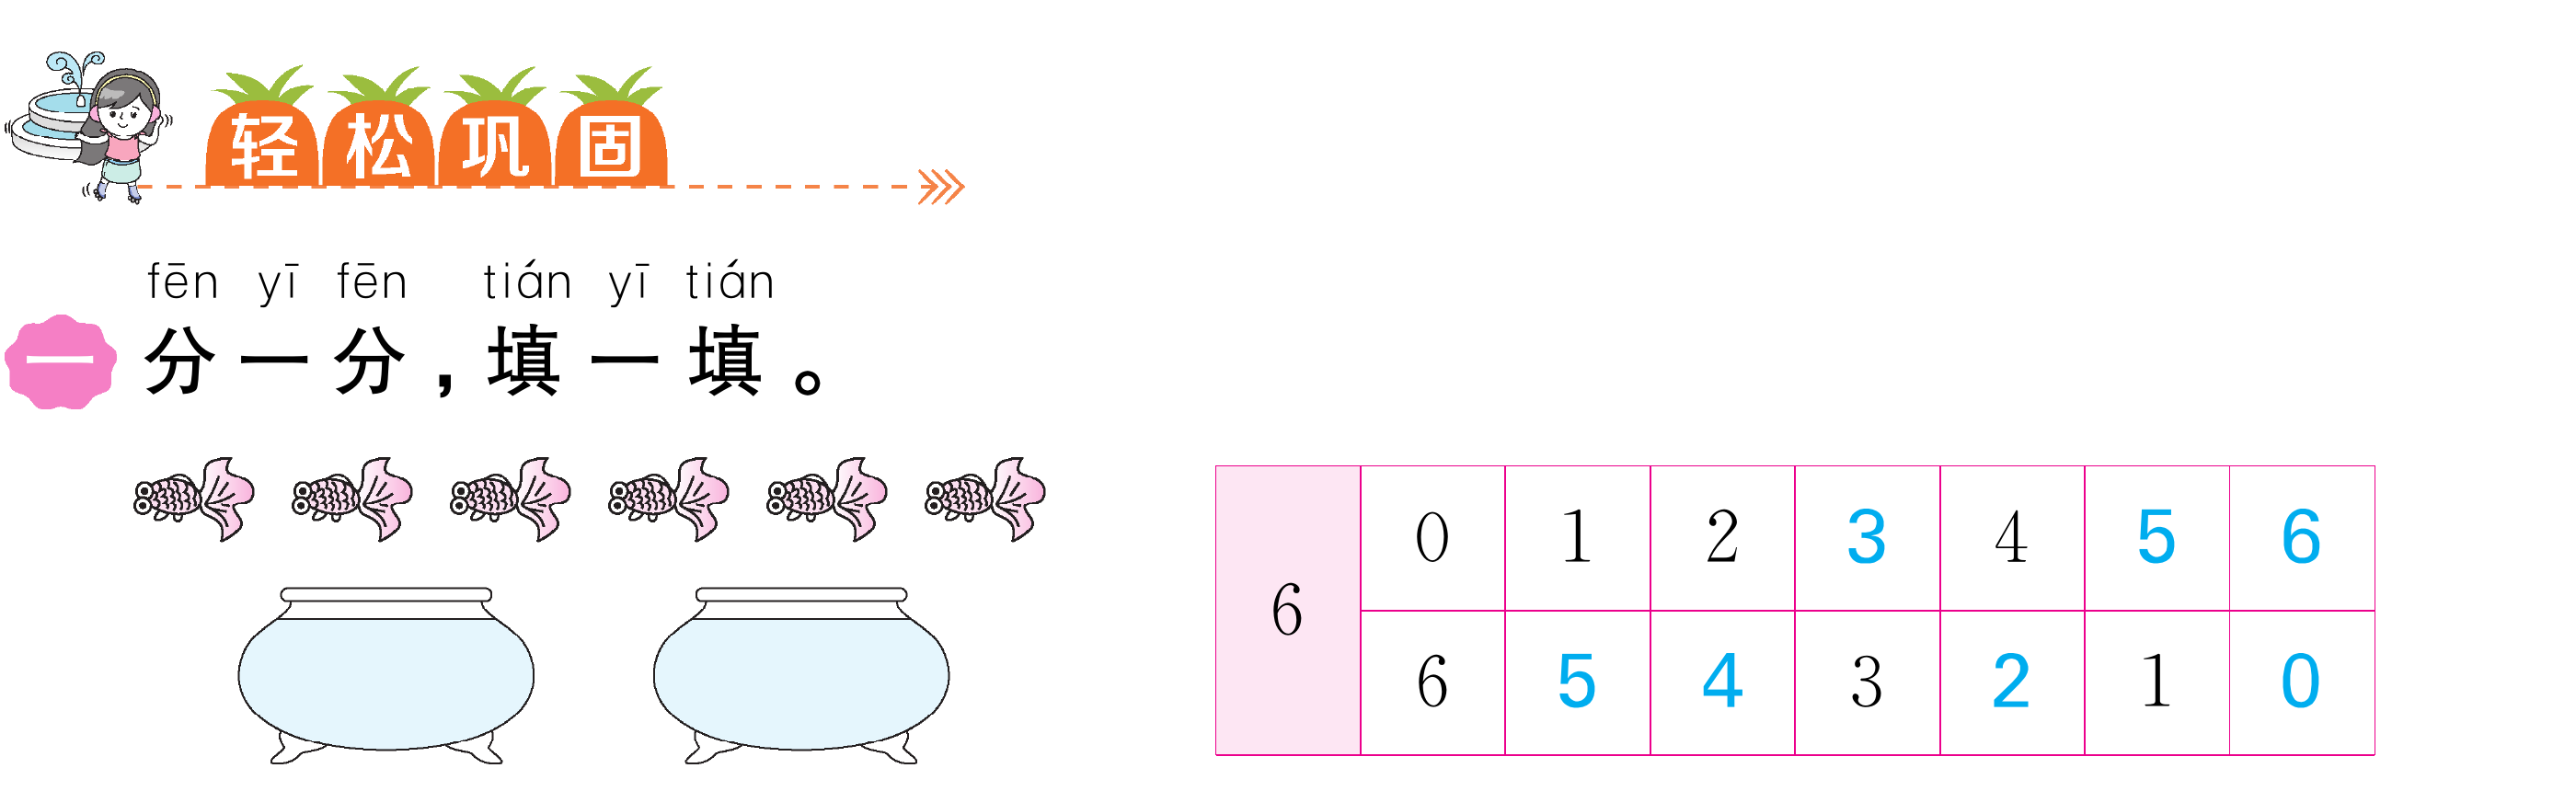 轻松巩固
fēn yī fēn tián yī tián
一 分一分,填一填。
6 0 1 2 3 4 5 6
6 5 4 3 2 1 0